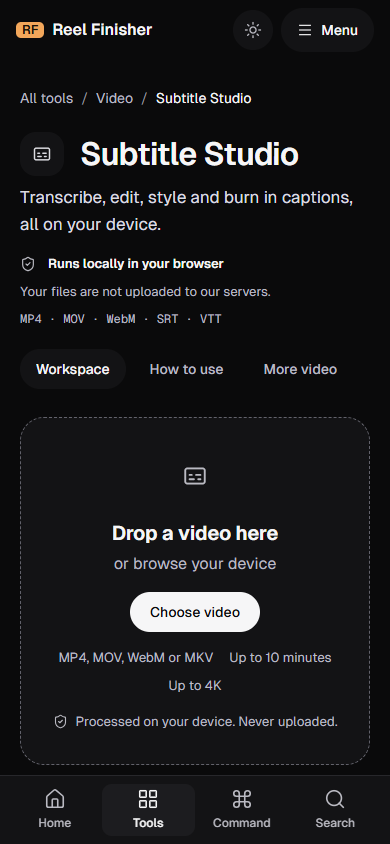 RF Reel Finisher Menu
All tools / Video / Subtitle Studio
Subtitle Studio
Transcribe, edit, style and burn in captions,
all on your device.
Runs locally in your browser
Your files are not uploaded to our servers.
MP4 · MOV · WebM · SRT · VTT
Workspace How to use More video
Drop a video here
or browse your device
Choose video
MP4, MOV, WebM or MKV Up to 10 minutes
Up to 4K
Processed on your device. Never uploaded.
Home Tools Command Search